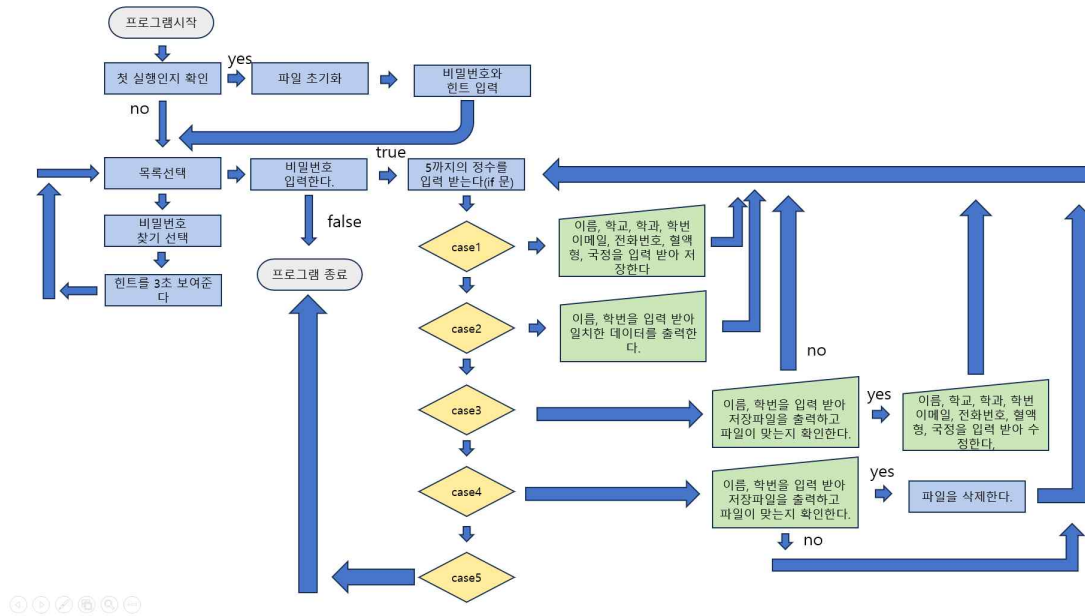 프로그램시작
첫 실행인지 확인
yes
파일 초기화
비밀번호와
힌트 입력
no
목록선택
비밀번호
입력한다.
true
5까지의 정수를
입력 받는다(if 문)
false
비밀번호
찾기 선택
힌트를 3초 보여준
다
프로그램 종료
case1
이름, 학교, 학과, 학번
이메일, 전화번호, 혈액
형, 국정을 입력 받아 저
장한다
case2
이름, 학번을 입력 받아
일치한 데이터를 출력한
다.
no
case3
이름, 학번을 입력 받아
저장파일을 출력하고
파일이 맞는지 확인한다.
yes
이름, 학교, 학과, 학번
이메일, 전화번호, 혈액
형, 국정을 입력 받아 수
정한다,
case4
이름, 학번을 입력 받아
저장파일을 출력하고
파일이 맞는지 확인한다.
yes
파일을 삭제한다.
no
case5